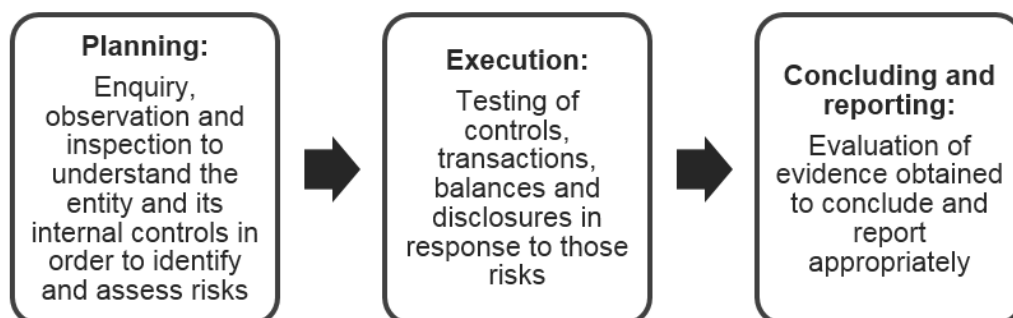 Planning:
Enquiry,
observation and
inspection to
understand the
entity and its
internal controls in
order to identify
and assess risks
Execution:
Testing of
controls,
transactions,
balances and
disclosures in
response to those
risks
Concluding and
reporting:
Evaluation of
evidence obtained
to conclude and
report
appropriately